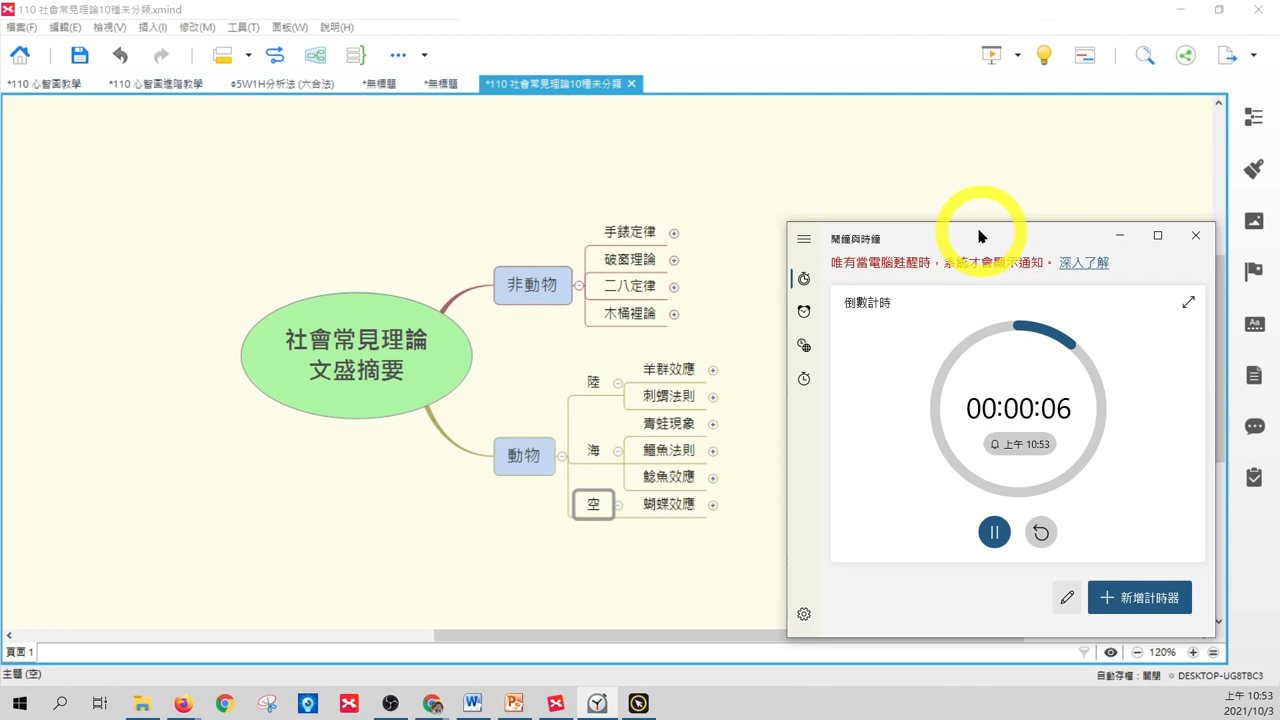 110 社會常見理論10種未分類.xmind
檔案(F) 編輯(E) 檢視(V) 插入(I) 修改(M) 工具(T) 面板(W) 說明(H)
*110 心智圖教學 *110 心智圖進階教學 5W1H分析法 (六合法) *無標題 *無標題 *110 社會常見理論10種未分類
社會常見理論
文盛摘要
非動物
手錶定律
破窗理論
二八定律
木桶裡論
動物
陸
羊群效應
刺蝟法則
海
青蛙現象
鱷魚法則
鯰魚效應
空
蝴蝶效應
鬧鐘與時鐘
唯有當電腦甦醒時，系統才會顯示通知。 深入了解
倒數計時
00:00:06
上午 10:53
新增計時器
Aa
頁面 1
120%
主題 (空)
自動存檔：關閉 DESKTOP-UG8TBC3
上午 10:53
2021/10/3